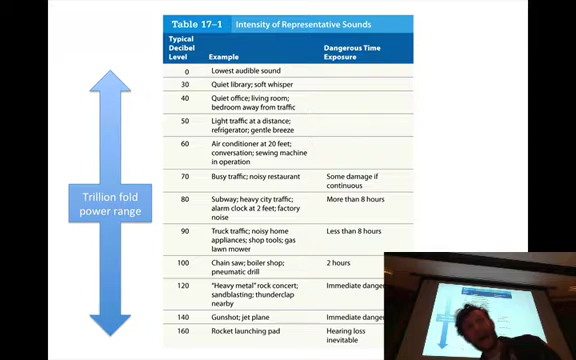 Table 17–1 Intensity of Representative Sounds
Typical
Decibel
Level
Example
Dangerous Time
Exposure
0 Lowest audible sound
30 Quiet library; soft whisper
40 Quiet office; living room;
bedroom away from traffic
50 Light traffic at a distance;
refrigerator; gentle breeze
60 Air conditioner at 20 feet;
conversation; sewing machine
in operation
70 Busy traffic; noisy restaurant Some damage if
continuous
80 Subway; heavy city traffic; More than 8 hours
alarm clock at 2 feet; factory
noise
90 Truck traffic; noisy home Less than 8 hours
appliances; shop tools; gas
lawn mower
100 Chain saw; boiler shop; 2 hours
pneumatic drill
120 "Heavy metal" rock concert; Immediate
sandblasting; thunderclap
nearby
140 Gunshot; jet plane Immediate
160 Rocket launching pad Hearing loss
inevitable
Trillion fold
power range